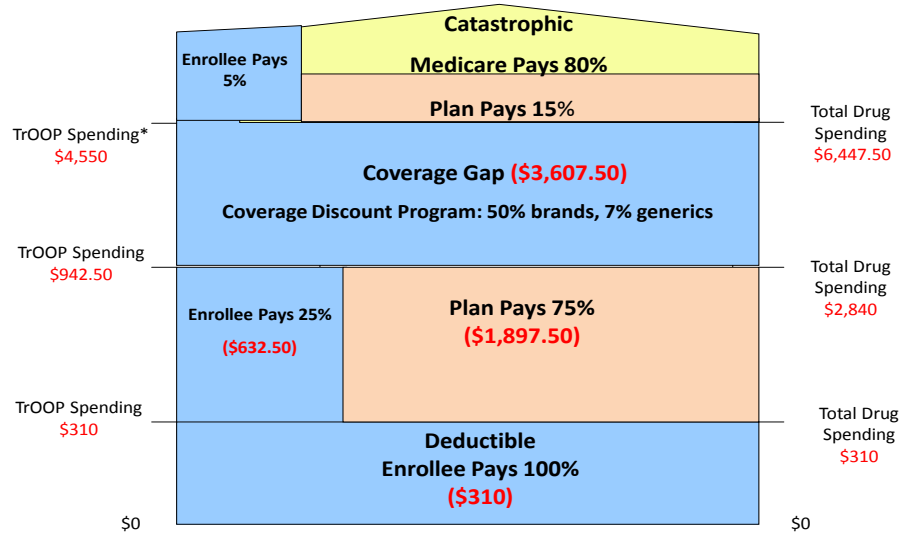 Catastrophic
Enrollee Pays
5%
Medicare Pays 80%
Plan Pays 15%
TrOOP Spending*
$4,550
Total Drug
Spending
$6,447.50
Coverage Gap ($3,607.50)
Coverage Discount Program: 50% brands, 7% generics
TrOOP Spending
$942.50
Total Drug
Spending
$2,840
Enrollee Pays 25%
($632.50)
Plan Pays 75%
($1,897.50)
TrOOP Spending
$310
Total Drug
Spending
$310
Deductible
Enrollee Pays 100%
($310)
$0
$0